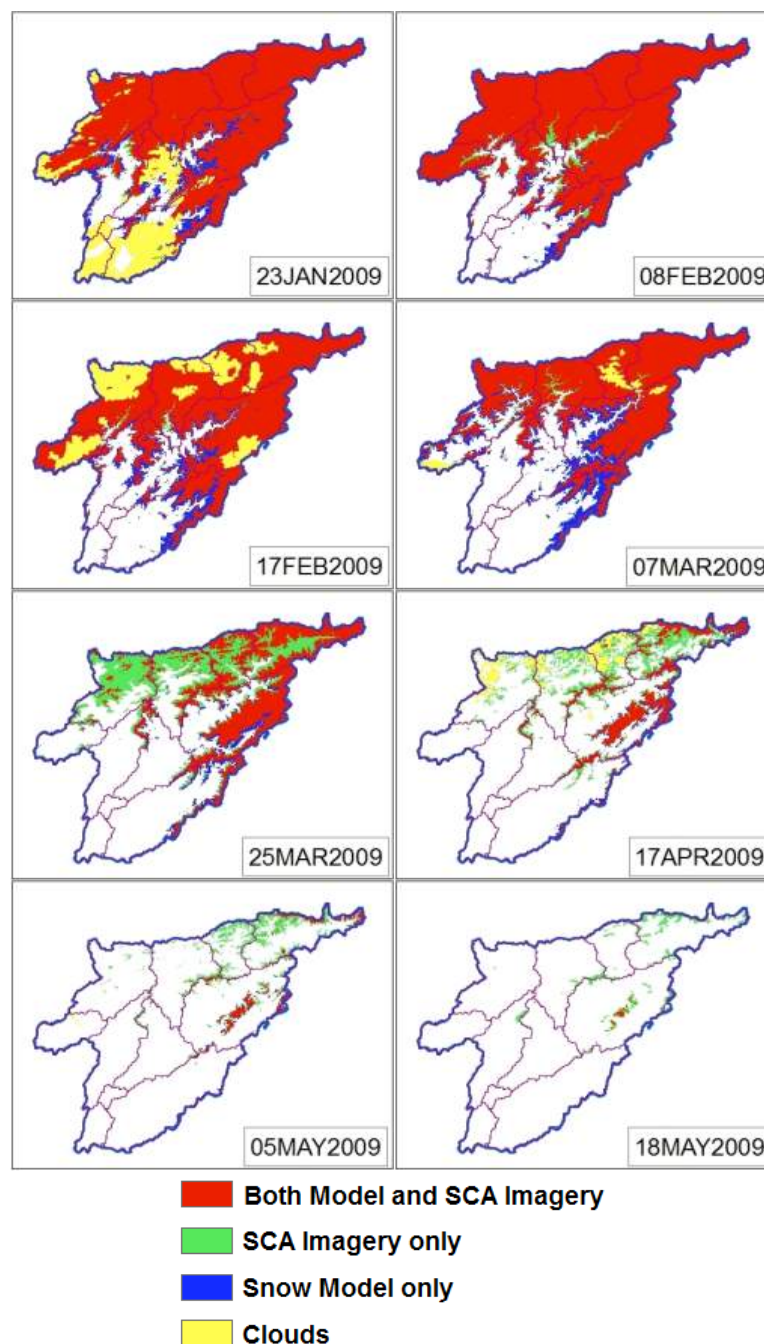 23JAN2009
08FEB2009
17FEB2009
07MAR2009
25MAR2009
17APR2009
05MAY2009
18MAY2009
Both Model and SCA Imagery
SCA Imagery only
Snow Model only
Clouds